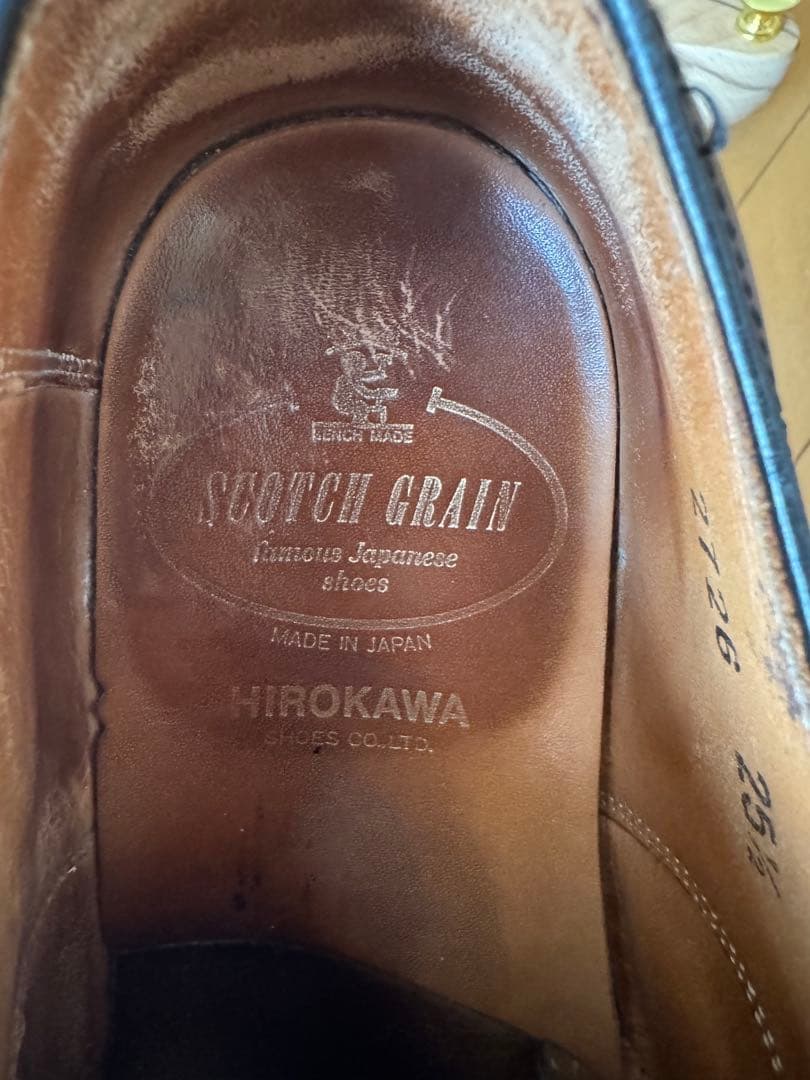 BENCH MADE
SCOTCH GRAIN
famous Japanese
shoes
MADE IN JAPAN
HIROKAWA
SHOES CO.,LTD.
2726 25½